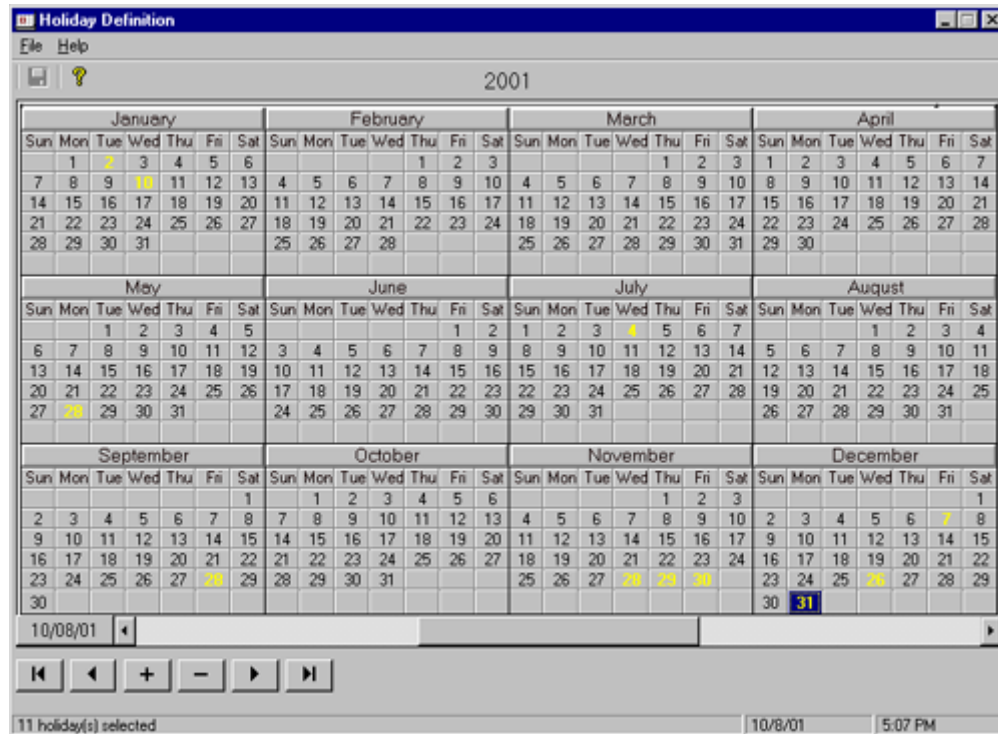 Holiday Definition
File Help
2001
January February March April
Sun Mon Tue Wed Thu Fri Sat Sun Mon Tue Wed Thu Fri Sat Sun Mon Tue Wed Thu Fri Sat Sun Mon Tue Wed Thu Fri Sat
1 2 3 4 5 6 1 2 3 1 2 3 1 2 3 4 5 6 7
7 8 9 10 11 12 13 4 5 6 7 8 9 10 4 5 6 7 8 9 10 8 9 10 11 12 13 14
14 15 16 17 18 19 20 11 12 13 14 15 16 17 11 12 13 14 15 16 17 15 16 17 18 19 20 21
21 22 23 24 25 26 27 18 19 20 21 22 23 24 18 19 20 21 22 23 24 22 23 24 25 26 27 28
28 29 30 31 25 26 27 28 25 26 27 28 29 30 31 29 30
May June July August
Sun Mon Tue Wed Thu Fri Sat Sun Mon Tue Wed Thu Fri Sat Sun Mon Tue Wed Thu Fri Sat Sun Mon Tue Wed Thu Fri Sat
1 2 3 4 5 1 2 1 2 3 4 5 6 7 1 2 3 4
6 7 8 9 10 11 12 3 4 5 6 7 8 9 8 9 10 11 12 13 14 5 6 7 8 9 10 11
13 14 15 16 17 18 19 10 11 12 13 14 15 16 15 16 17 18 19 20 21 12 13 14 15 16 17 18
20 21 22 23 24 25 26 17 18 19 20 21 22 23 22 23 24 25 26 27 28 19 20 21 22 23 24 25
27 28 29 30 31 24 25 26 27 28 29 30 29 30 31 26 27 28 29 30 31
September October November December
Sun Mon Tue Wed Thu Fri Sat Sun Mon Tue Wed Thu Fri Sat Sun Mon Tue Wed Thu Fri Sat Sun Mon Tue Wed Thu Fri Sat
1 1 2 3 4 5 6 1 2 3 1
2 3 4 5 6 7 8 7 8 9 10 11 12 13 4 5 6 7 8 9 10 2 3 4 5 6 7 8
9 10 11 12 13 14 15 14 15 16 17 18 19 20 11 12 13 14 15 16 17 9 10 11 12 13 14 15
16 17 18 19 20 21 22 21 22 23 24 25 26 27 18 19 20 21 22 23 24 16 17 18 19 20 21 22
23 24 25 26 27 28 29 28 29 30 31 25 26 27 28 29 30 23 24 25 26 27 28 29
30 30 31
10/08/01
11 holiday(s) selected 10/8/01 5:07 PM